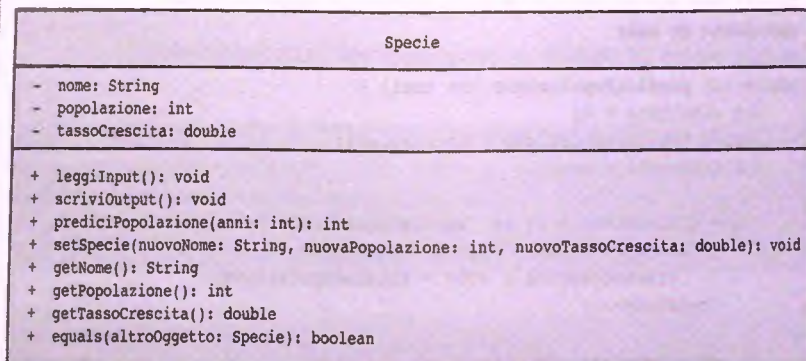 Specie
- nome: String
- popolazione: int
- tassoCrescita: double
+ leggiInput(): void
+ scriviOutput(): void
+ prediciPopolazione(anni: int): int
+ setSpecie(nuovoNome: String, nuovaPopolazione: int, nuovoTassoCrescita: double): void
+ getNome(): String
+ getPopolazione(): int
+ getTassoCrescita(): double
+ equals(altroOggetto: Specie): boolean